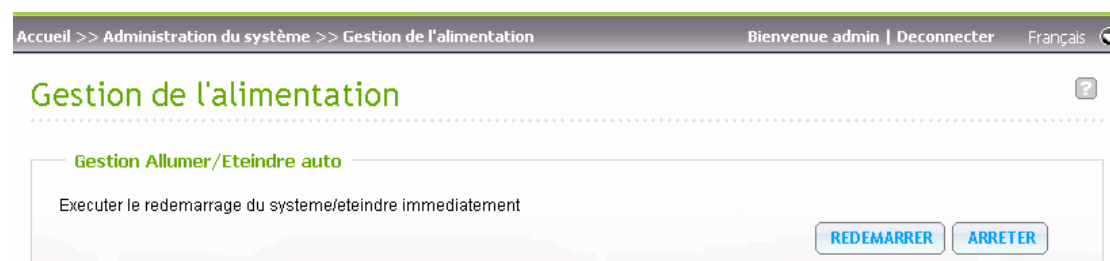 Accueil >> Administration du système >> Gestion de l'alimentation Bienvenue admin | Deconnecter Français
Gestion de l'alimentation ?
Gestion Allumer/Eteindre auto
Executer le redemarrage du systeme/eteindre immediatement
REDEMARRER ARRETER